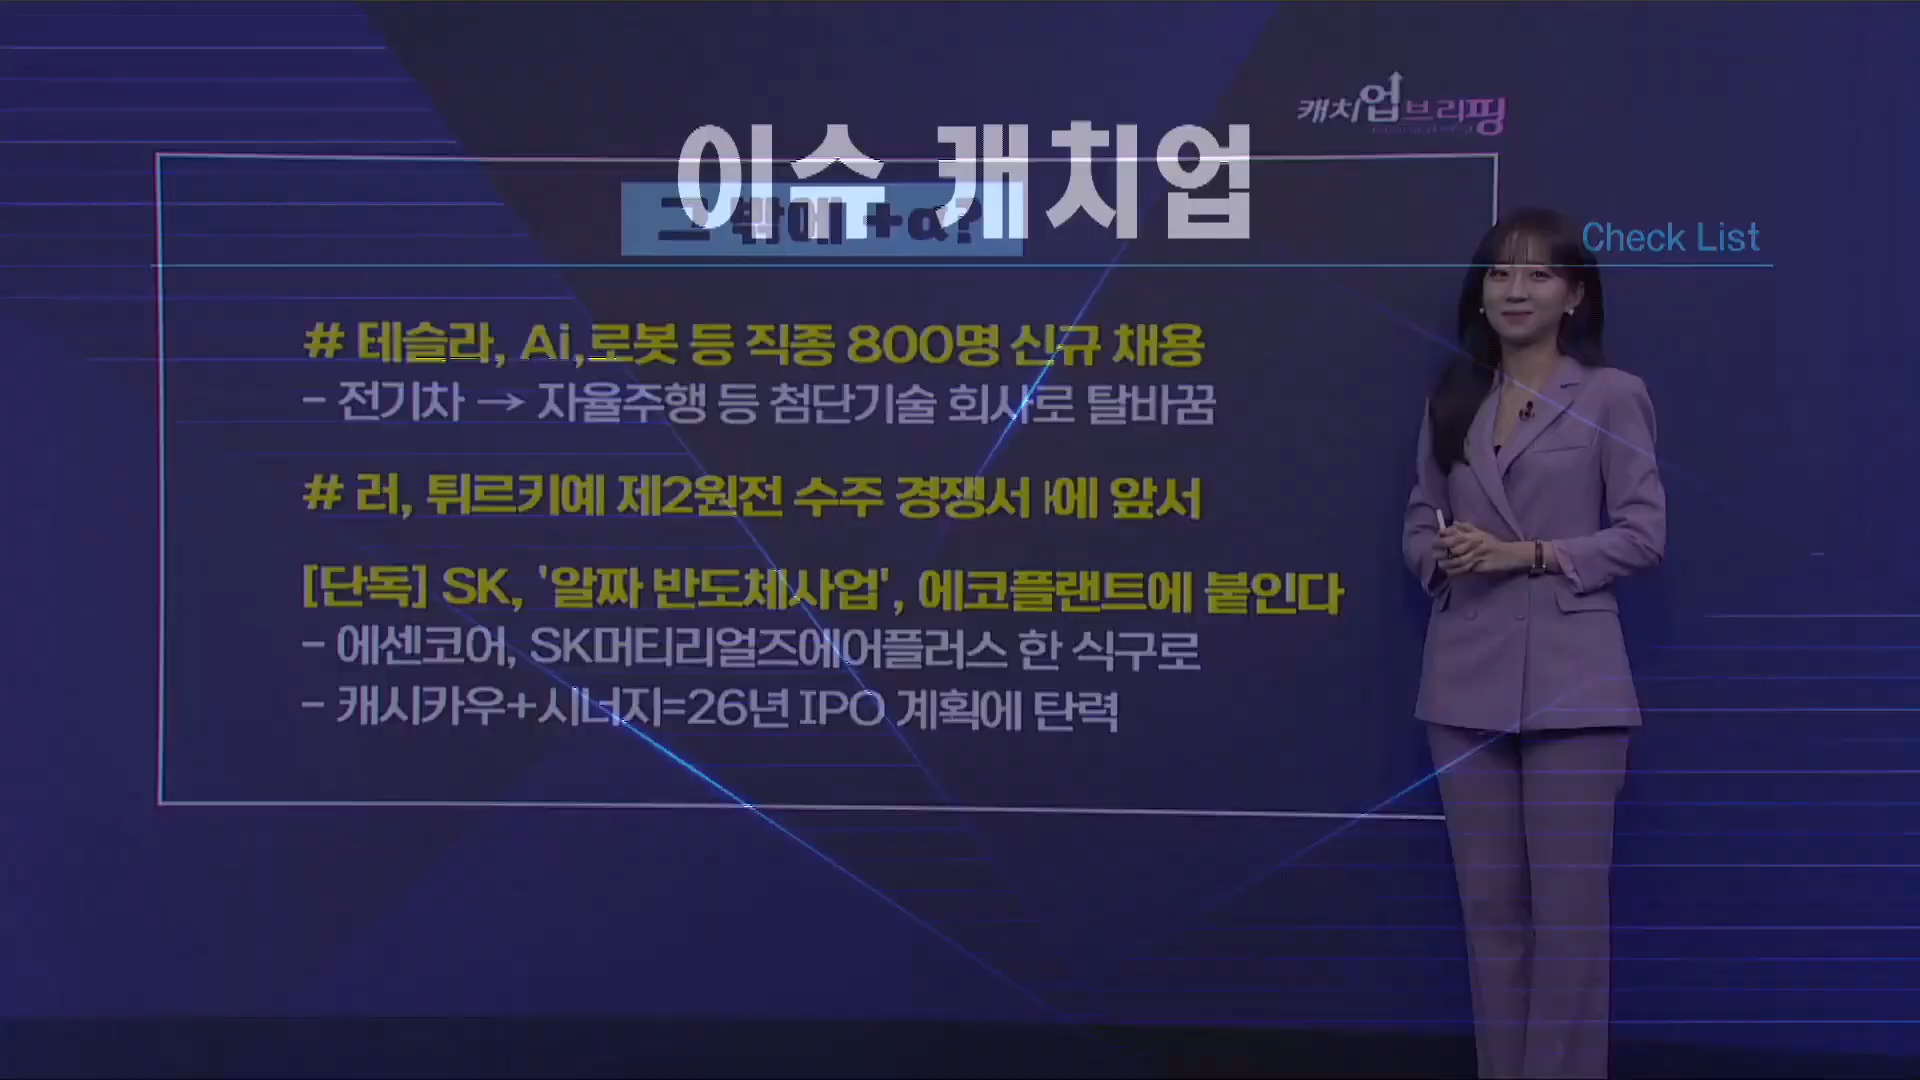 캐치업브리핑
이슈 캐치업
그 밖에 +α?
Check List
# 테슬라, Ai,로봇 등 직종 800명 신규 채용
- 전기차 → 자율주행 등 첨단기술 회사로 탈바꿈
# 러, 튀르키예 제2원전 수주 경쟁서 에 앞서
[단독] SK, '알짜 반도체사업', 에코플랜트에 붙인다
- 에센코어, SK머티리얼즈에어플러스 한 식구로
- 캐시카우+시너지=26년 IPO 계획에 탄력